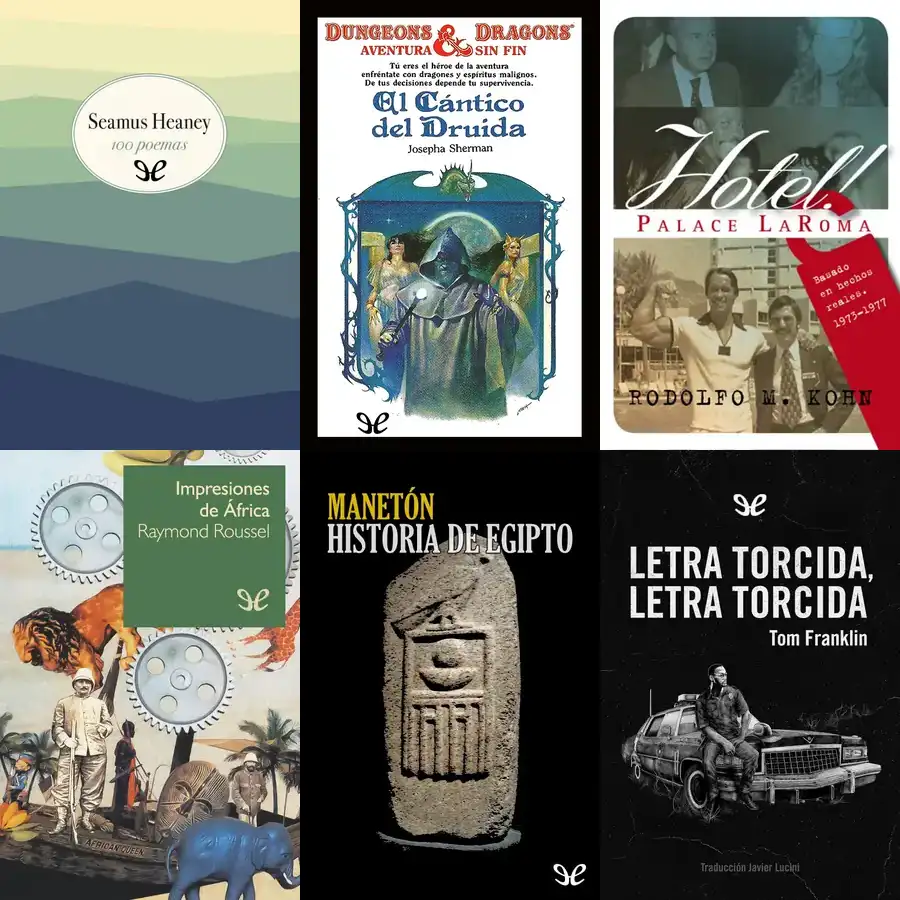 Seamus Heaney
100 poemas
DUNGEONS & DRAGONS®
AVENTURA SIN FIN
Tú eres el héroe de la aventura
enfréntate con dragones y espíritus malignos.
De tus decisiones depende tu supervivencia.
El Cántico
del Druida
Josepha Sherman
Hotel!
PALACE LAROMA
Basado
en hechos
reales.
1973-1977
RODOLFO M. KOHN
Impresiones
de África
Raymond Roussel
AFRICAN QUEEN
MANETÓN
HISTORIA DE EGIPTO
LETRA TORCIDA,
LETRA TORCIDA
Tom Franklin
Traducción Javier Lucini